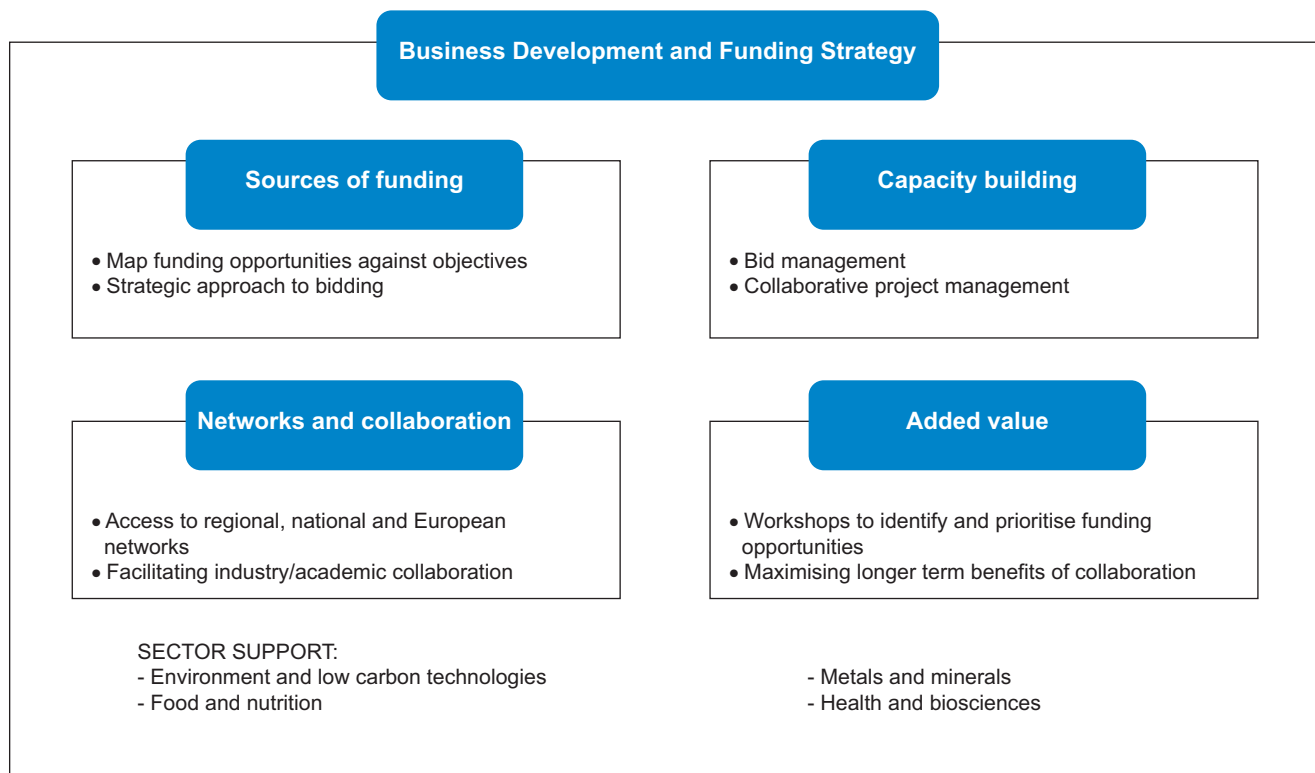 Business Development and Funding Strategy
Sources of funding
• Map funding opportunities against objectives
• Strategic approach to bidding
Capacity building
• Bid management
• Collaborative project management
Networks and collaboration
• Access to regional, national and European
networks
• Facilitating industry/academic collaboration
Added value
• Workshops to identify and prioritise funding
opportunities
• Maximising longer term benefits of collaboration
SECTOR SUPPORT:
- Environment and low carbon technologies
- Food and nutrition
- Metals and minerals
- Health and biosciences